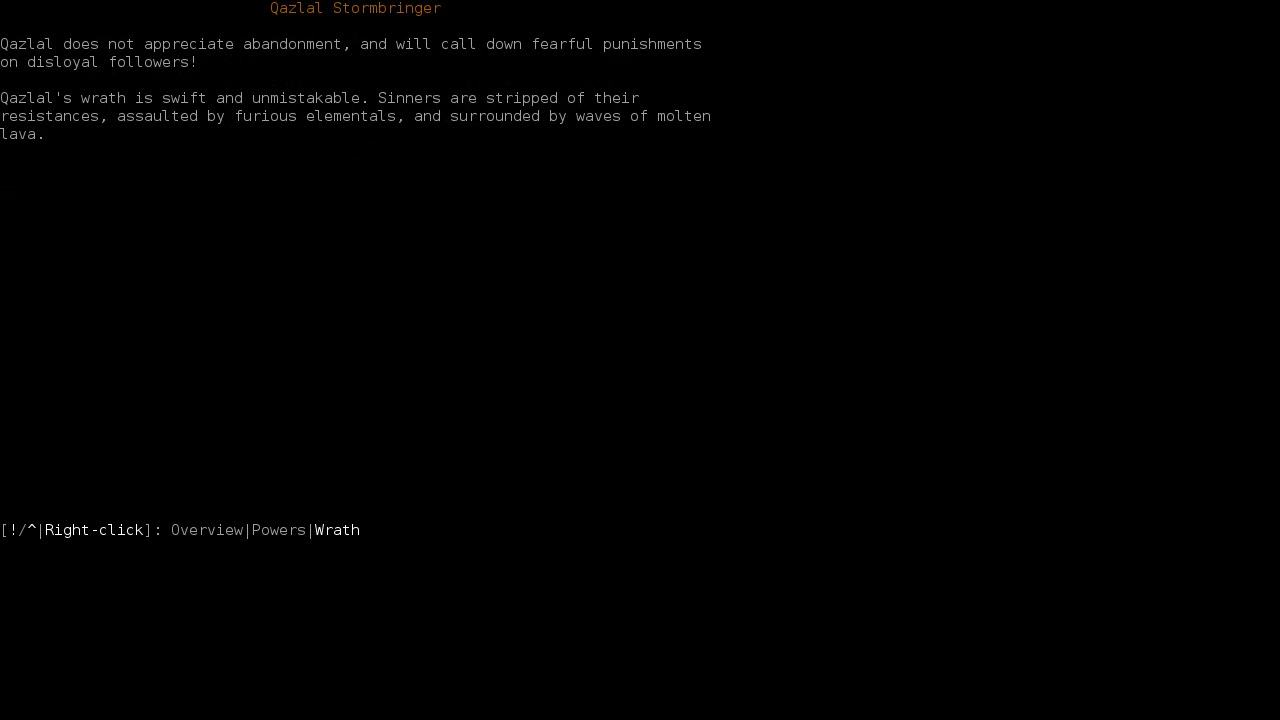 Qazlal Stormbringer
Qazlal does not appreciate abandonment, and will call down fearful punishments
on disloyal followers!
Qazlal's wrath is swift and unmistakable. Sinners are stripped of their
resistances, assaulted by furious elementals, and surrounded by waves of molten
lava.
[!/^|Right-click]: Overview|Powers|Wrath